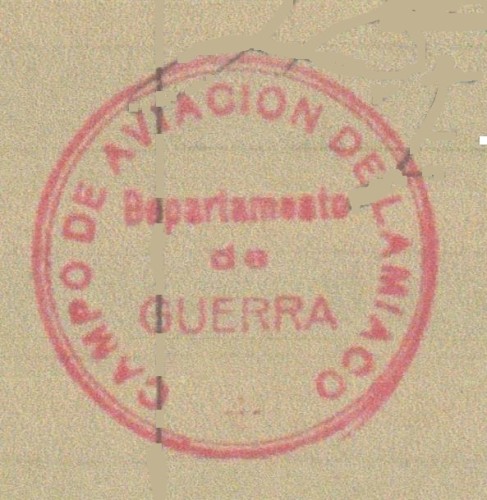 CAMPO DE AVIACION DE LAMIACO
Departamento
de
GUERRA